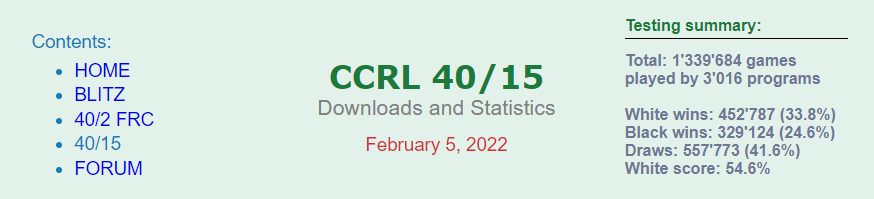 Contents:
HOME
BLITZ
40/2 FRC
40/15
FORUM
CCRL 40/15
Downloads and Statistics
February 5, 2022
Testing summary:
Total: 1'339'684 games
played by 3'016 programs
White wins: 452'787 (33.8%)
Black wins: 329'124 (24.6%)
Draws: 557'773 (41.6%)
White score: 54.6%